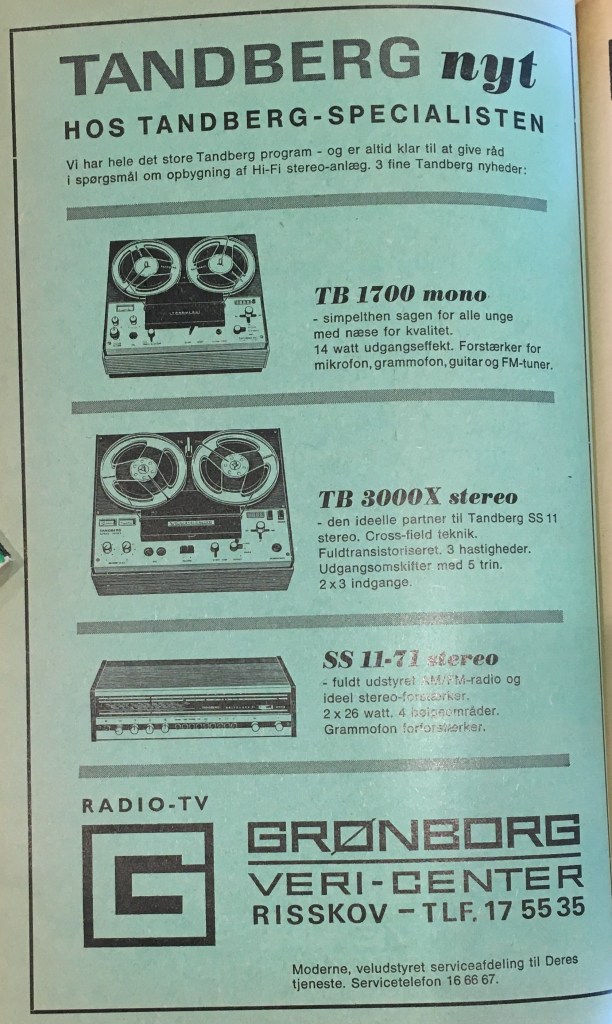 TANDBERG nyt
HOS TANDBERG-SPECIALISTEN
Vi har hele det store Tandberg program - og er altid klar til at give råd
i spørgsmål om opbygning af Hi-Fi stereo-anlæg. 3 fine Tandberg nyheder:
TB 1700 mono
- simpelthen sagen for alle unge
med næse for kvalitet.
14 watt udgangseffekt. Forstærker for
mikrofon, grammofon, guitar og FM-tuner.
TB 3000X stereo
- den ideelle partner til Tandberg SS 11
stereo. Cross-field teknik.
Fuldtransistoriseret. 3 hastigheder.
Udgangsomskifter med 5 trin.
2 x 3 indgange.
SS 11-71 stereo
- fuldt udstyret AM/FM-radio og
ideel stereo-forstærker.
2 x 26 watt. 4 bølgeområder.
Grammofon forforstærker.
RADIO-TV
G
GRØNBORG
VERI-CENTER
RISSKOV - TLF. 17 55 35
Moderne, veludstyret serviceafdeling til Deres
tjeneste. Servicetelefon 16 66 67.